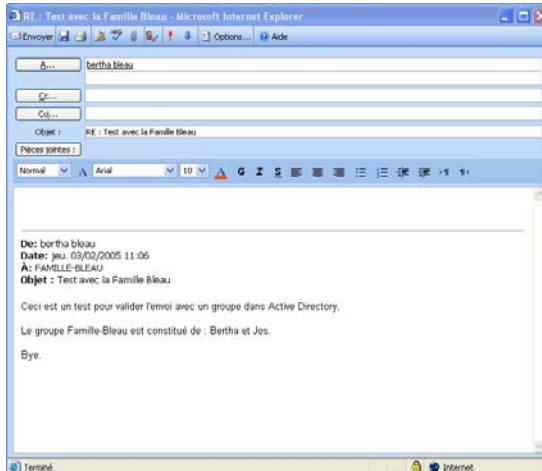 RE : Test avec la Famille Bleau - Microsoft Internet Explorer
Envoyer Options... Aide
À... bertha bleau
Cc...
Cci...
Objet : RE : Test avec la Famille Bleau
Pièces jointes :
Normal Arial 10 A G I S
De: bertha bleau
Date: jeu. 03/02/2005 11:06
À: FAMILLE-BLEAU
Objet : Test avec la Famille Bleau
Ceci est un test pour valider l'envoi avec un groupe dans Active Directory.
Le groupe Famille-Bleau est constitué de : Bertha et Jos.
Bye.
Terminé Internet